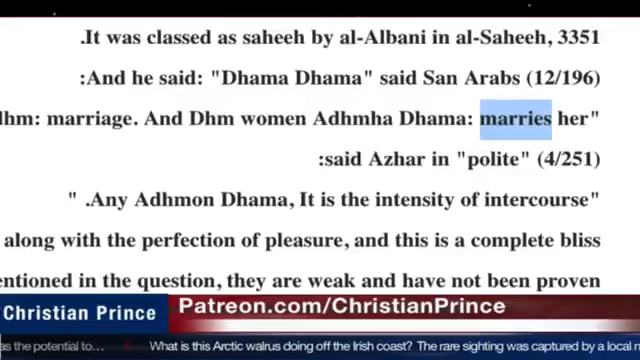 .It was classed as saheeh by al-Albani in al-Saheeh, 3351
:And he said: "Dhama Dhama" said San Arabs (12/196)
marriage. And Dhm women Adhmha Dhama: marries her"
:said Azhar in "polite" (4/251)
" .Any Adhmon Dhama, It is the intensity of intercourse"
along with the perfection of pleasure, and this is a complete bliss
in the question, they are weak and have not been proven
Christian Prince
Patreon.com/ChristianPrince
as the potential to... What is this Arctic walrus doing off the Irish coast? The rare sighting was captured by a local